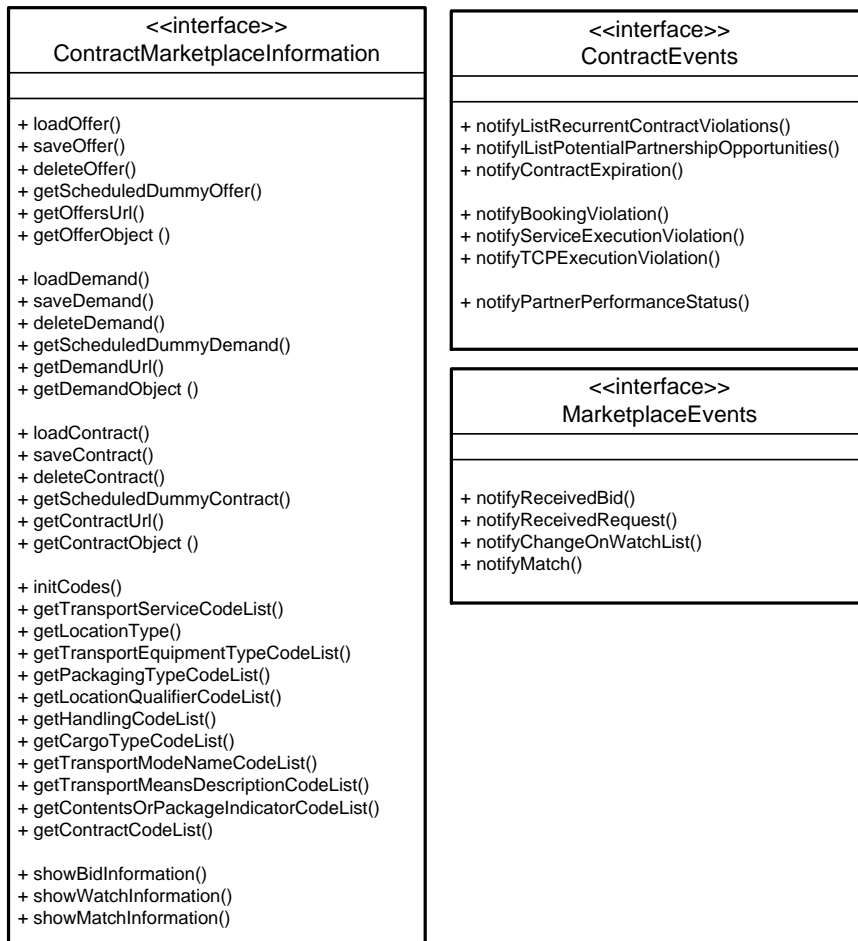 <<interface>>
ContractMarketplaceInformation
+ loadOffer()
+ saveOffer()
+ deleteOffer()
+ getScheduledDummyOffer()
+ getOffersUrl()
+ getOfferObject ()
+ loadDemand()
+ saveDemand()
+ deleteDemand()
+ getScheduledDummyDemand()
+ getDemandUrl()
+ getDemandObject ()
+ loadContract()
+ saveContract()
+ deleteContract()
+ getScheduledDummyContract()
+ getContractUrl()
+ getContractObject ()
+ initCodes()
+ getTransportServiceCodeList()
+ getLocationType()
+ getTransportEquipmentTypeCodeList()
+ getPackagingTypeCodeList()
+ getLocationQualifierCodeList()
+ getHandlingCodeList()
+ getCargoTypeCodeList()
+ getTransportModeNameCodeList()
+ getTransportMeansDescriptionCodeList()
+ getContentsOrPackageIndicatorCodeList()
+ getContractCodeList()
+ showBidInformation()
+ showWatchInformation()
+ showMatchInformation()
<<interface>>
ContractEvents
+ notifyListRecurrentContractViolations()
+ notifylListPotentialPartnershipOpportunities()
+ notifyContractExpiration()
+ notifyBookingViolation()
+ notifyServiceExecutionViolation()
+ notifyTCPExecutionViolation()
+ notifyPartnerPerformanceStatus()
<<interface>>
MarketplaceEvents
+ notifyReceivedBid()
+ notifyReceivedRequest()
+ notifyChangeOnWatchList()
+ notifyMatch()